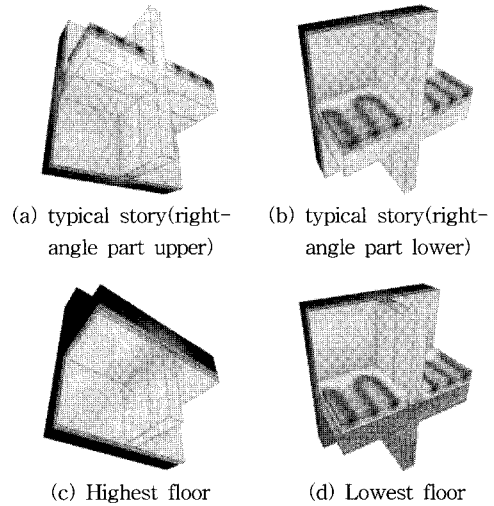 (a) typical story(right-
angle part upper)
(b) typical story(right-
angle part lower)
(c) Highest floor
(d) Lowest floor